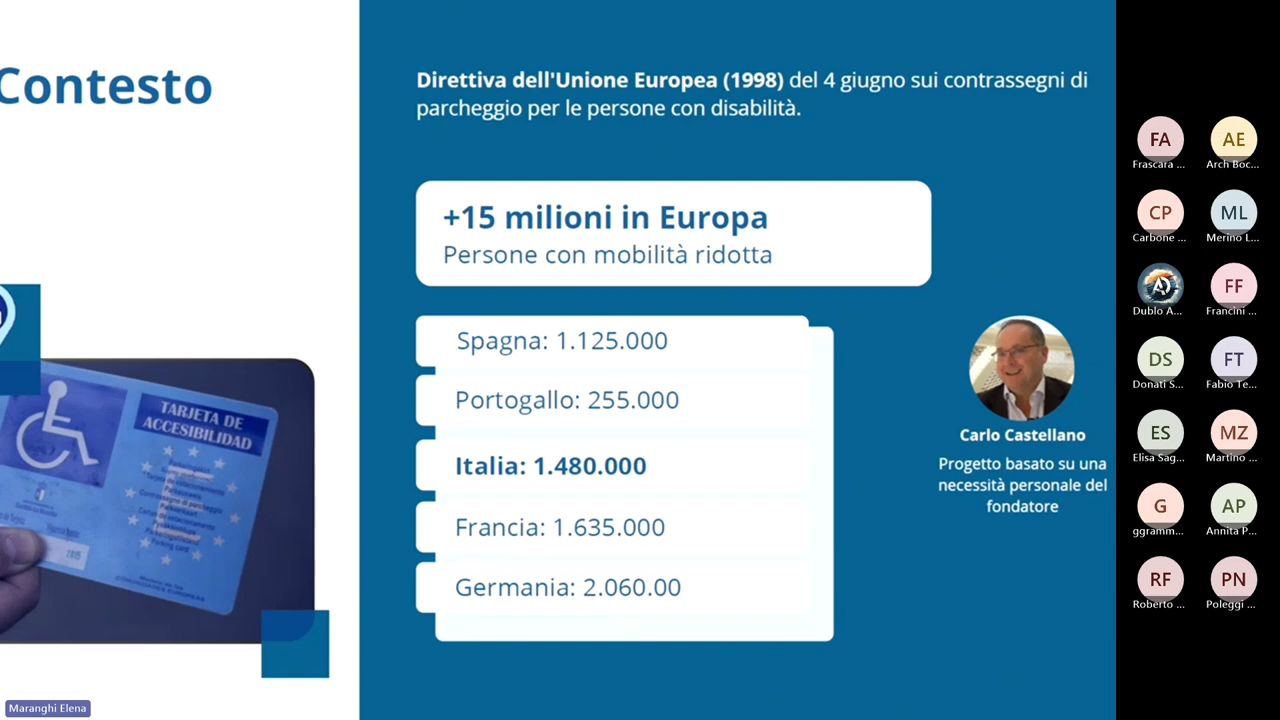 Contesto
Direttiva dell'Unione Europea (1998) del 4 giugno sui contrassegni di
parcheggio per le persone con disabilità.
+15 milioni in Europa
Persone con mobilità ridotta
Spagna: 1.125.000
Portogallo: 255.000
Italia: 1.480.000
Francia: 1.635.000
Germania: 2.060.00
Carlo Castellano
Progetto basato su una
necessità personale del
fondatore
TARJETA DE
ACCESIBILIDAD
Parking card
COMUNIDADES EUROPEAS
FA
Frascara ...
AE
Arch Boc...
CP
Carbone ...
ML
Merino L...
Dublo A...
FF
Francini ...
DS
Donati S...
FT
Fabio Te...
ES
Elisa Sag...
MZ
Martino ...
G
ggramm...
AP
Annita P...
RF
Roberto ...
PN
Poleggi ...
Maranghi Elena